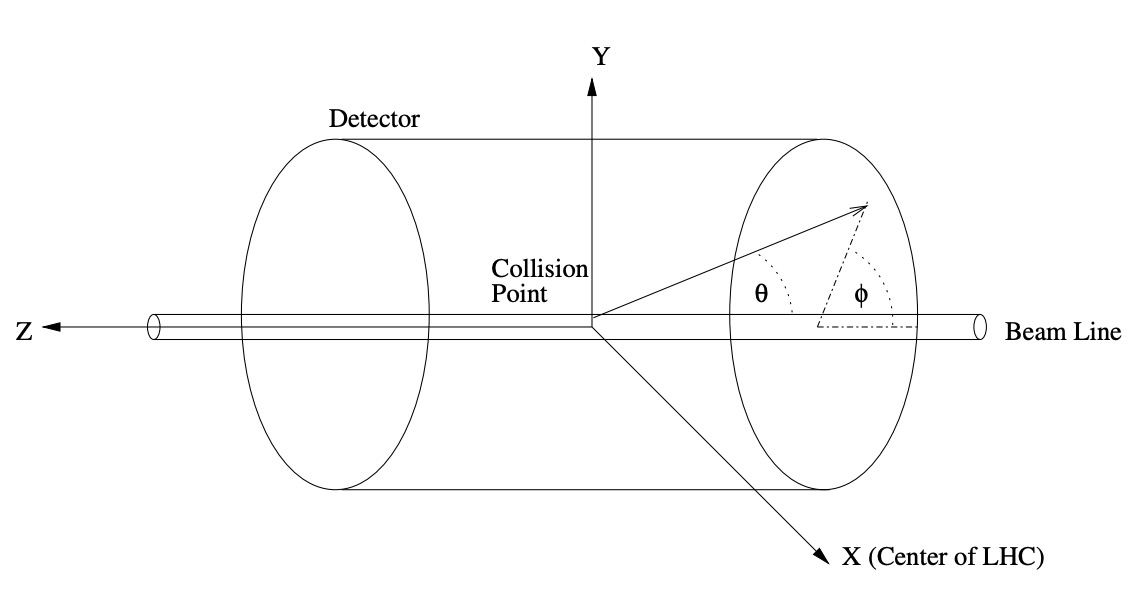 Y
Detector
Collision
Point
θ
ϕ
Z
Beam Line
X (Center of LHC)